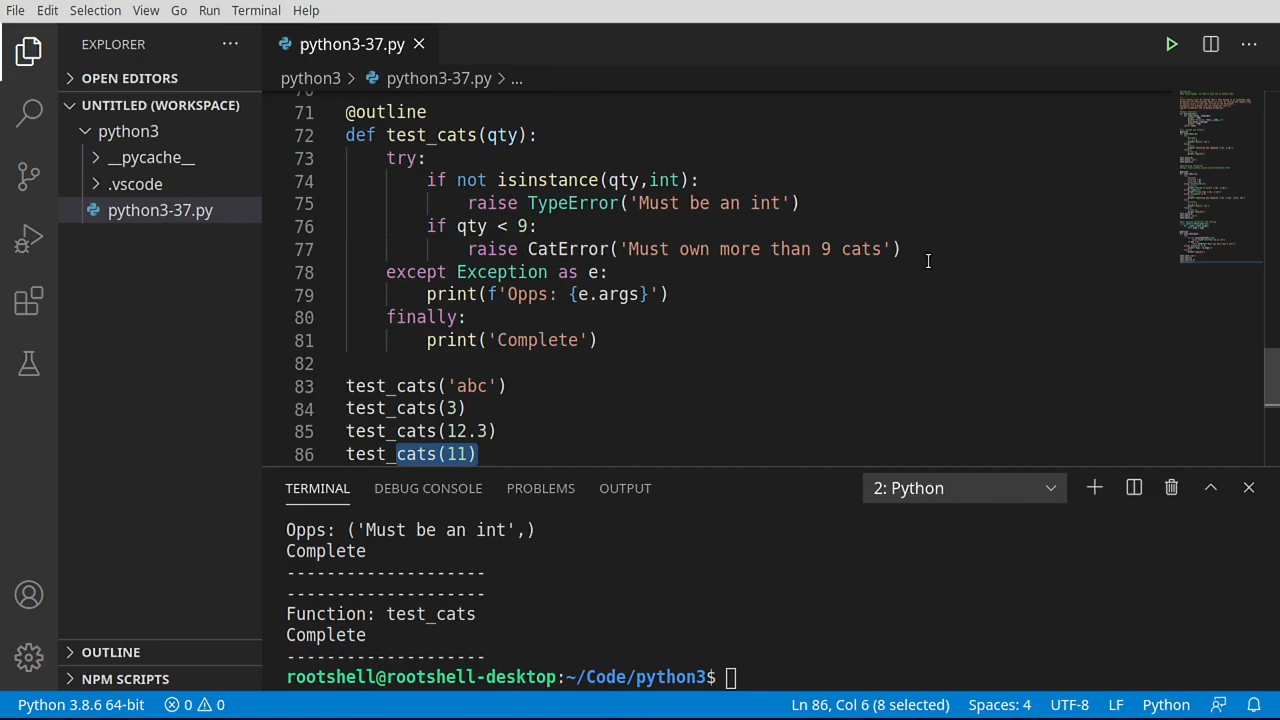 File Edit Selection View Go Run Terminal Help
EXPLORER
python3-37.py
OPEN EDITORS
python3 > python3-37.py > ...
UNTITLED (WORKSPACE)
python3
__pycache__
.vscode
python3-37.py
70
71 @outline
72 def test_cats(qty):
73 try:
74 if not isinstance(qty,int):
75 raise TypeError('Must be an int')
76 if qty < 9:
77 raise CatError('Must own more than 9 cats')
78 except Exception as e:
79 print(f'Opps: {e.args}')
80 finally:
81 print('Complete')
82
83 test_cats('abc')
84 test_cats(3)
85 test_cats(12.3)
86 test_cats(11)
TERMINAL DEBUG CONSOLE PROBLEMS OUTPUT 2: Python
Opps: ('Must be an int',)
Complete
-------------------
-------------------
Function: test_cats
Complete
-------------------
rootshell@rootshell-desktop:~/Code/python3$
OUTLINE
NPM SCRIPTS
Python 3.8.6 64-bit 0 0 Ln 86, Col 6 (8 selected) Spaces: 4 UTF-8 LF Python